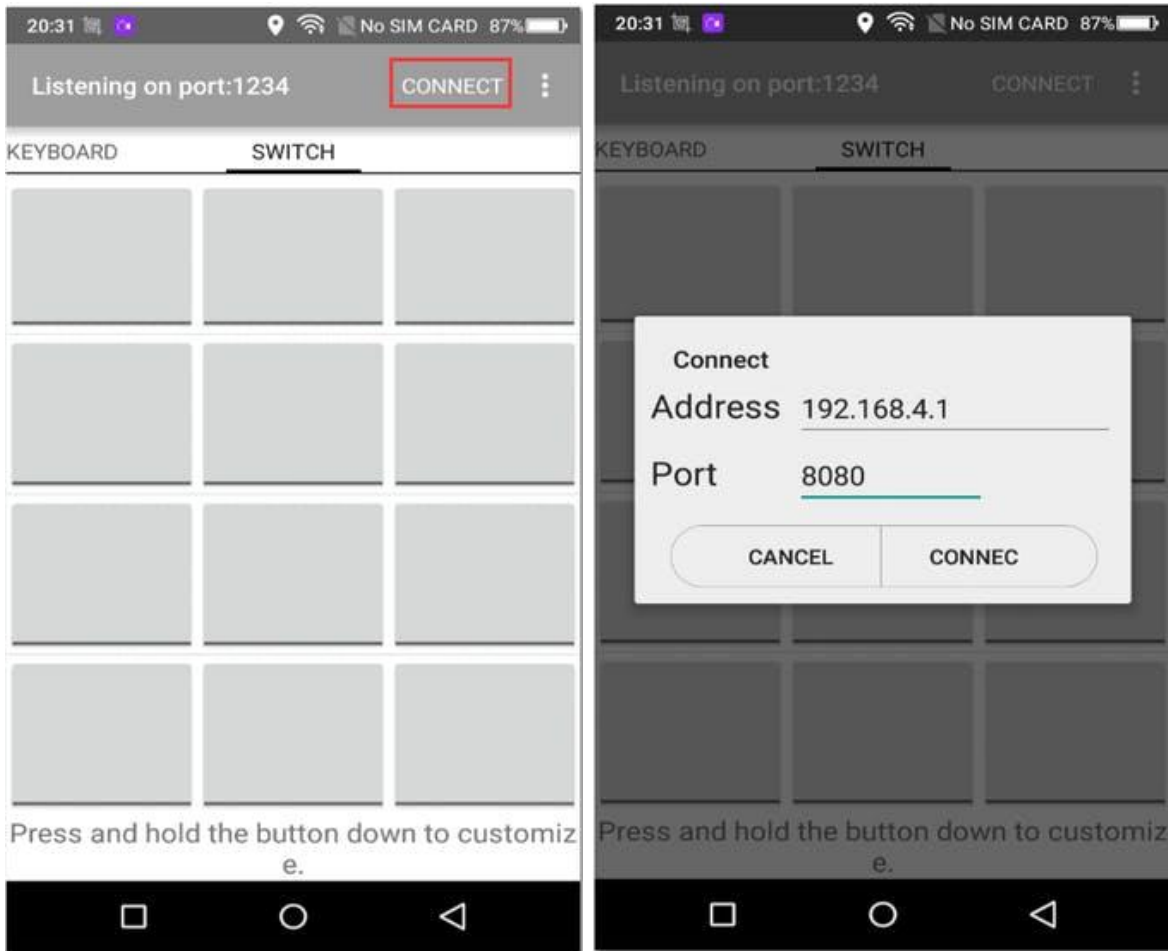 20:31 No SIM CARD 87%
Listening on port:1234 CONNECT
KEYBOARD SWITCH
Press and hold the button down to customiz
e.
20:31 No SIM CARD 87%
Listening on port:1234 CONNECT
KEYBOARD SWITCH
Connect
Address 192.168.4.1
Port 8080
CANCEL CONNEC
Press and hold the button down to customiz
e.